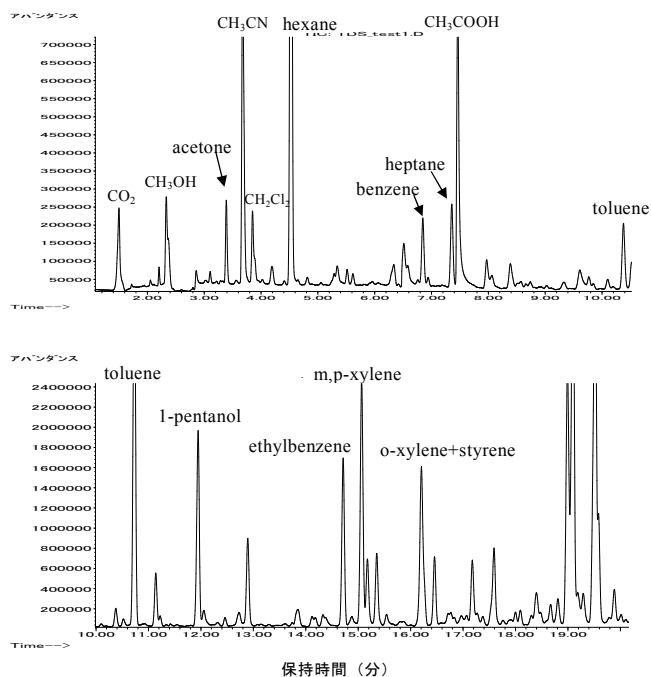 アバンダンス
CH₃CN hexane CH₃COOH
700000
650000
600000
550000
500000
450000
400000
350000
300000
250000
200000
150000
100000
50000
acetone
heptane
CO₂ CH₃OH CH₂Cl₂ benzene toluene
2.00 3.00 4.00 5.00 6.00 7.00 8.00 9.00 10.00
Time-->
アバンダンス
toluene m,p-xylene
2400000
2200000
2000000
1800000
1600000
1400000
1200000
1000000
800000
600000
400000
200000
1-pentanol
ethylbenzene o-xylene+styrene
10.00 11.00 12.00 13.00 14.00 15.00 16.00 17.00 18.00 19.00
Time-->
保持時間（分）